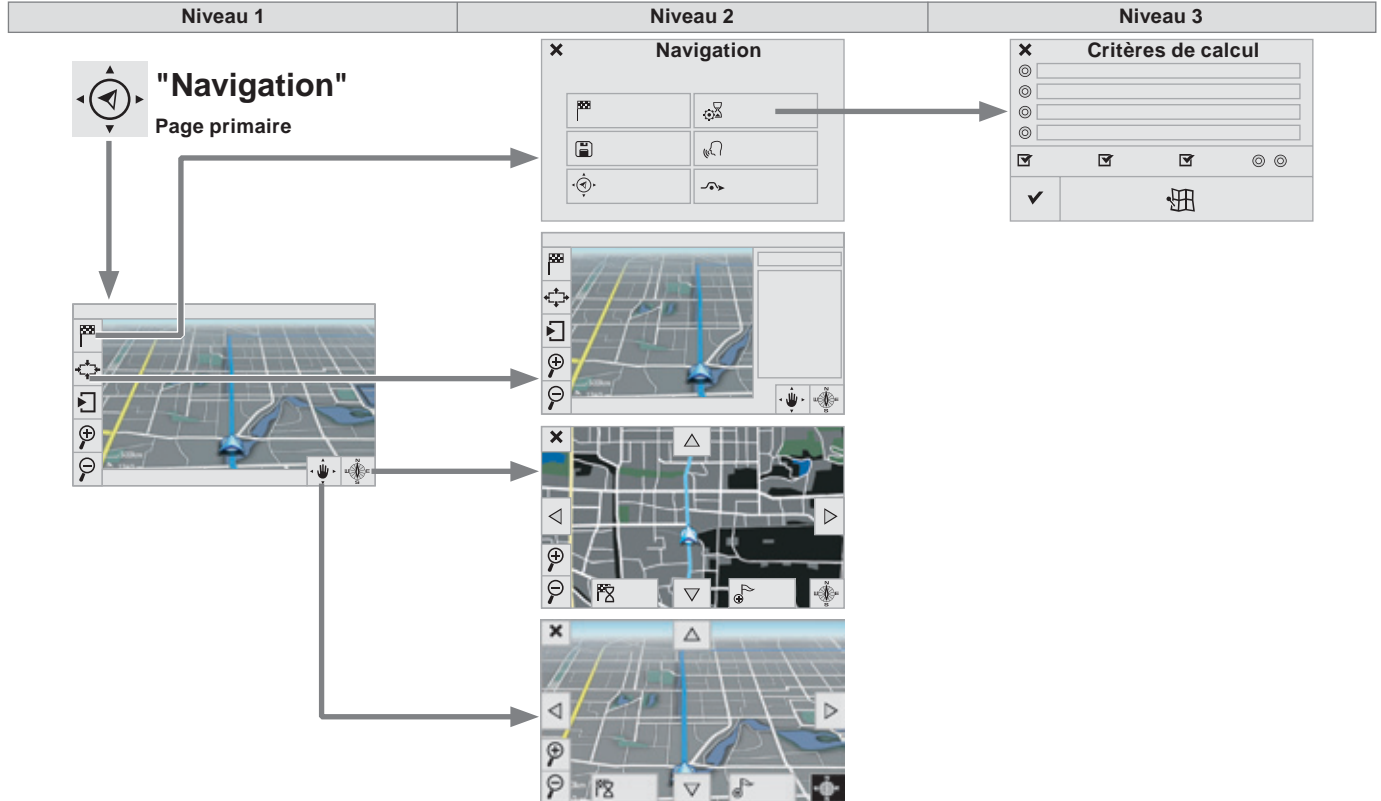 Niveau 1
Niveau 2
Niveau 3
"Navigation"
Page primaire
Navigation
Critères de calcul